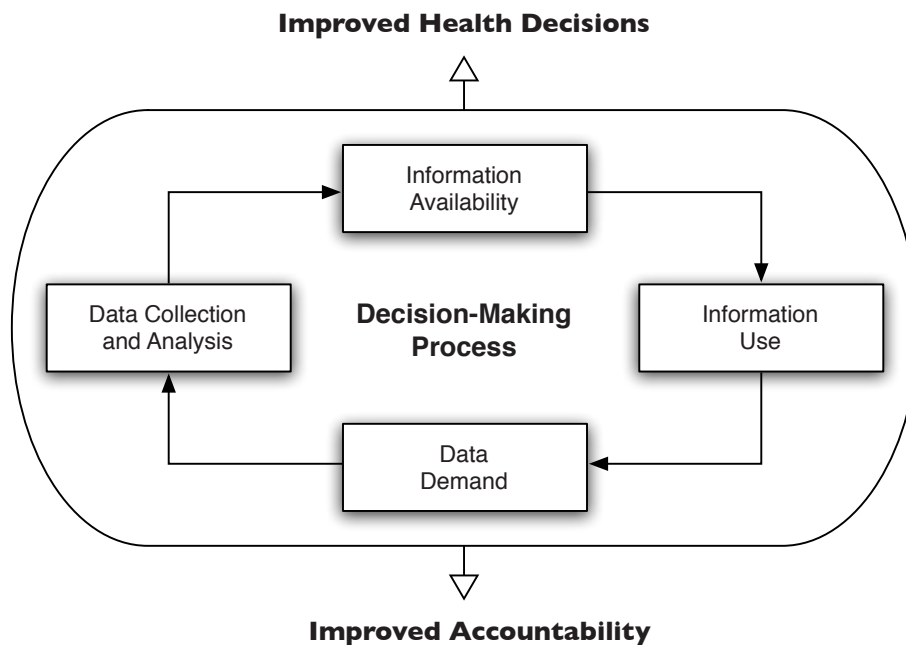 Improved Health Decisions
Information
Availability
Data Collection
and Analysis
Decision-Making
Process
Information
Use
Data
Demand
Improved Accountability